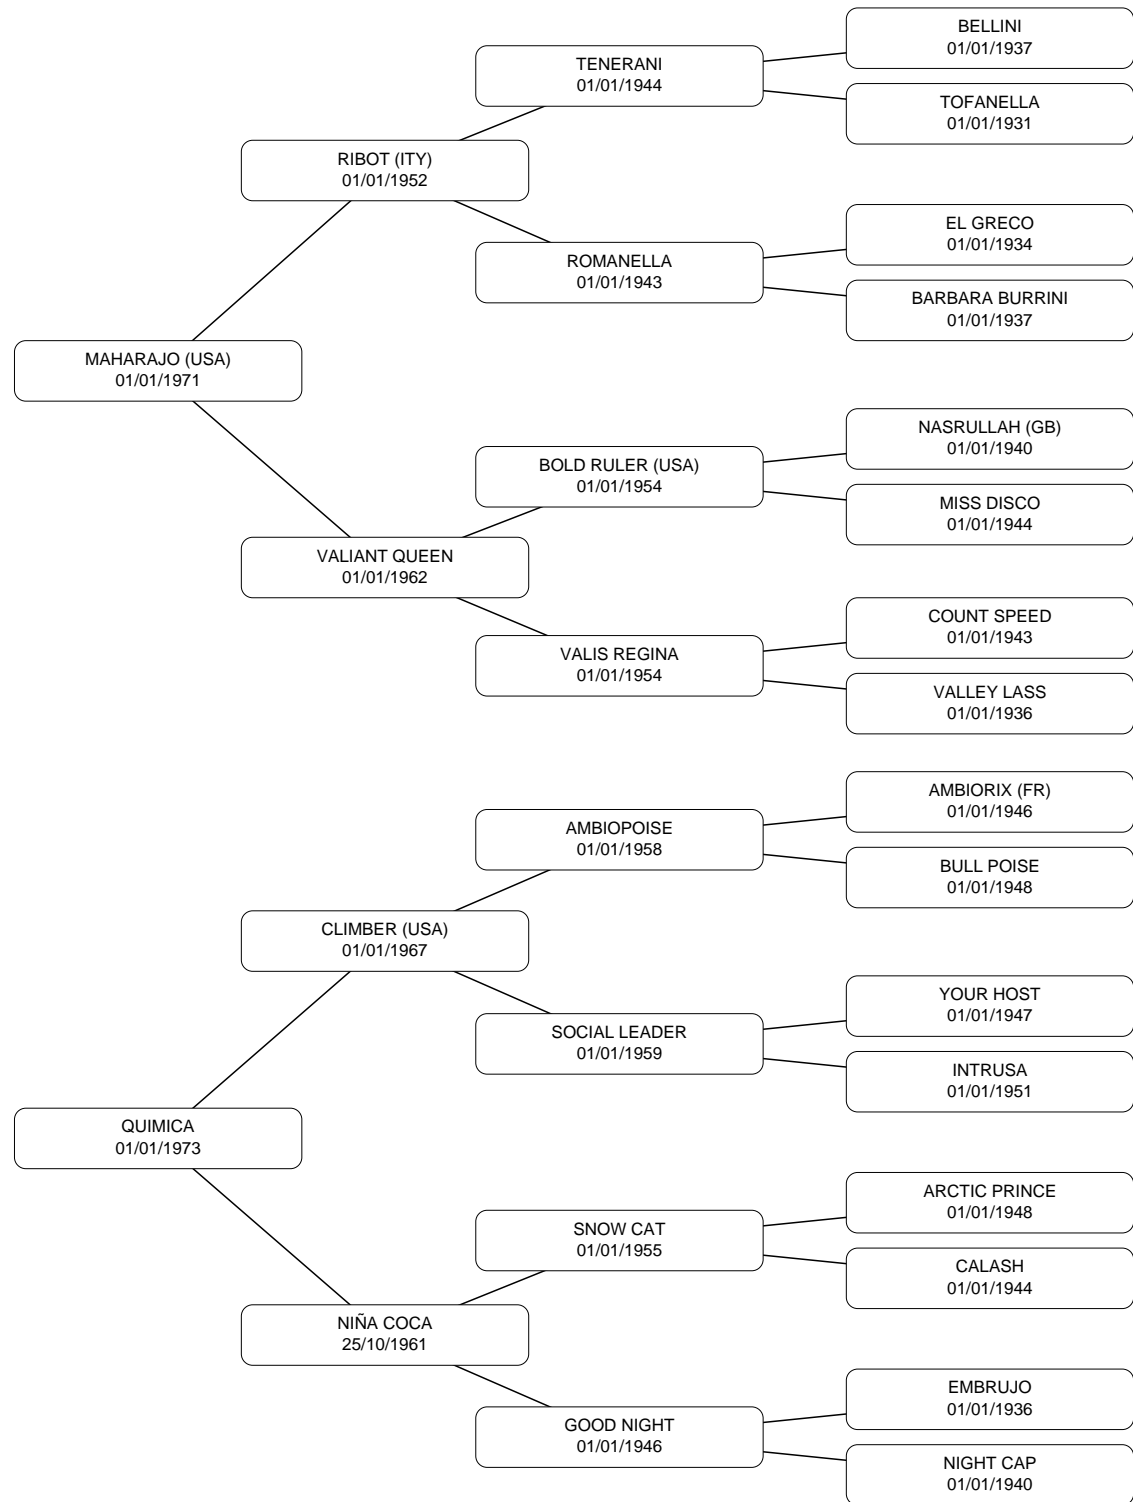 BELLINI
01/01/1937
TENERANI
01/01/1944
TOFANELLA
01/01/1931
RIBOT (ITY)
01/01/1952
EL GRECO
01/01/1934
ROMANELLA
01/01/1943
BARBARA BURRINI
01/01/1937
MAHARAJO (USA)
01/01/1971
NASRULLAH (GB)
01/01/1940
BOLD RULER (USA)
01/01/1954
MISS DISCO
01/01/1944
VALIANT QUEEN
01/01/1962
COUNT SPEED
01/01/1943
VALIS REGINA
01/01/1954
VALLEY LASS
01/01/1936
AMBIORIX (FR)
01/01/1946
AMBIOPOISE
01/01/1958
BULL POISE
01/01/1948
CLIMBER (USA)
01/01/1967
YOUR HOST
01/01/1947
SOCIAL LEADER
01/01/1959
INTRUSA
01/01/1951
QUIMICA
01/01/1973
ARCTIC PRINCE
01/01/1948
SNOW CAT
01/01/1955
CALASH
01/01/1944
NIÑA COCA
25/10/1961
EMBRUJO
01/01/1936
GOOD NIGHT
01/01/1946
NIGHT CAP
01/01/1940